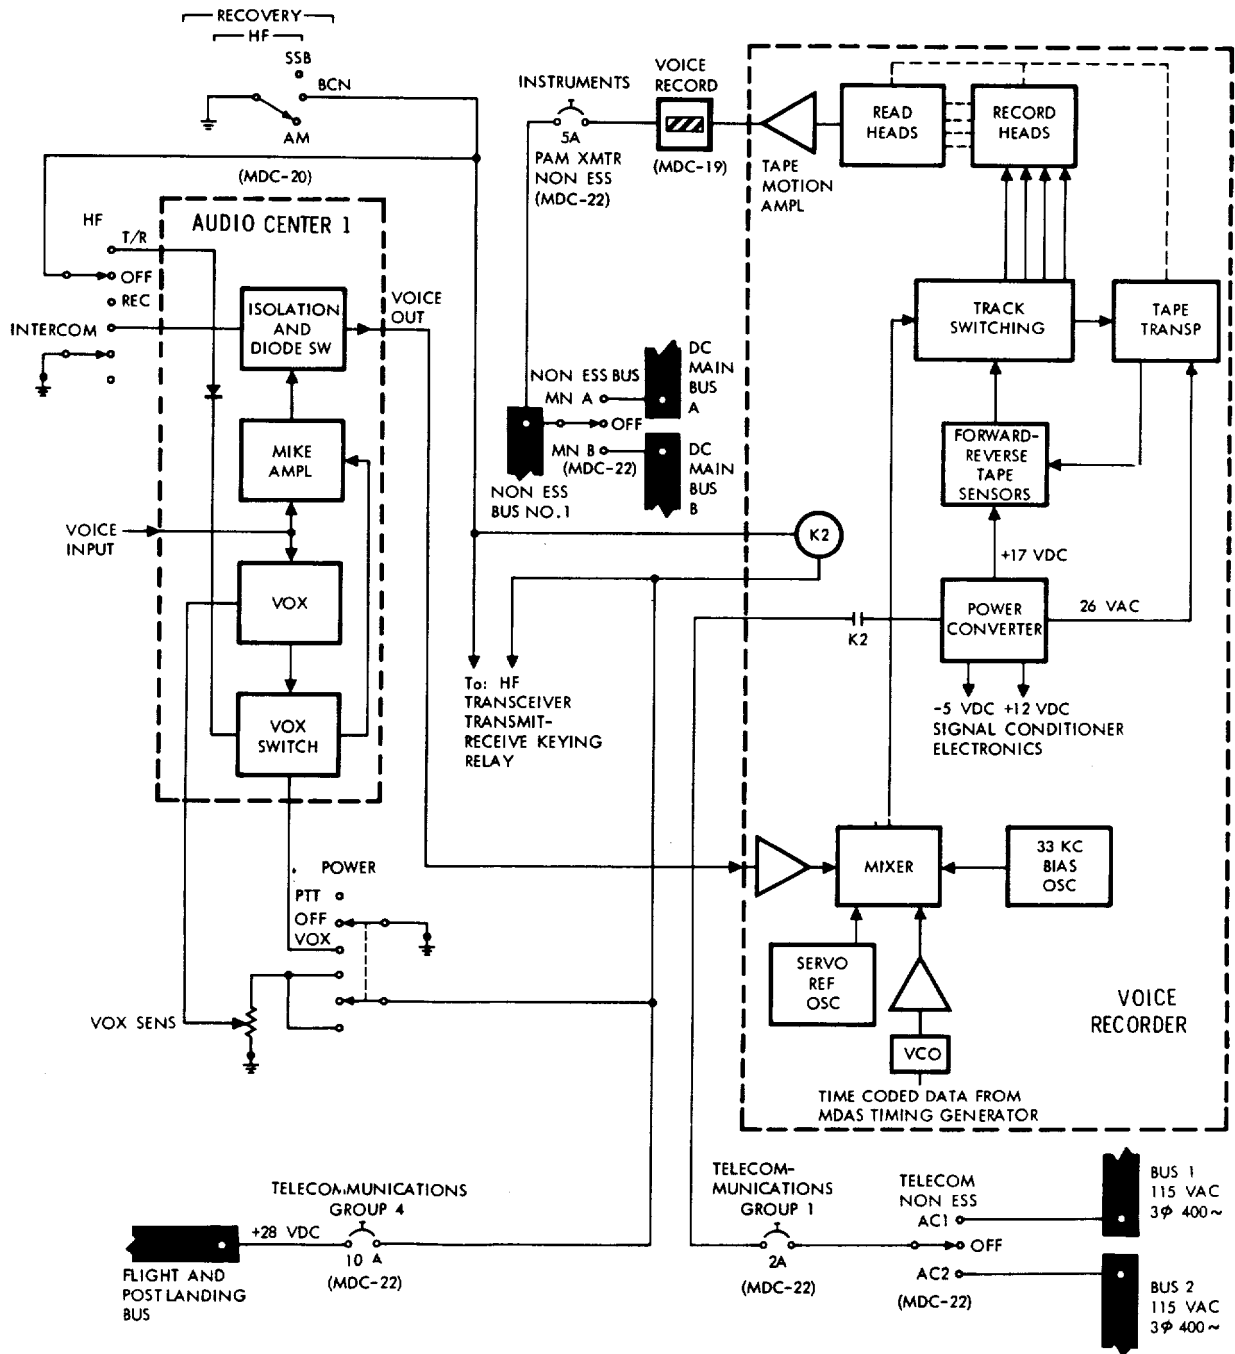 RECOVERY
HF
SSB
BCN
AM
(MDC-20)
HF
T/R
OFF
REC
INTERCOM
AUDIO CENTER 1
ISOLATION
AND
DIODE SW
VOICE
OUT
MIKE
AMPL
VOICE
INPUT
VOX
VOX
SWITCH
POWER
PTT
OFF
VOX
VOX SENS
INSTRUMENTS
5A
PAM XMTR
NON ESS
(MDC-22)
VOICE
RECORD
(MDC-19)
TAPE
MOTION
AMPL
READ
HEADS
RECORD
HEADS
TRACK
SWITCHING
TAPE
TRANSP
NON ESS BUS
MN A
OFF
MN B
(MDC-22)
DC
MAIN
BUS
A
DC
MAIN
BUS
B
NON ESS
BUS NO.1
FORWARD-
REVERSE
TAPE
SENSORS
+17 VDC
K2
POWER
CONVERTER
26 VAC
K2
-5 VDC +12 VDC
SIGNAL CONDITIONER
ELECTRONICS
To: HF
TRANSCEIVER
TRANSMIT-
RECEIVE KEYING
RELAY
MIXER
33 KC
BIAS
OSC
SERVO
REF
OSC
VCO
VOICE
RECORDER
TIME CODED DATA FROM
MDAS TIMING GENERATOR
TELECOMMUNICATIONS
GROUP 4
+28 VDC
10 A
(MDC-22)
FLIGHT AND
POSTLANDING
BUS
TELECOM-
MUNICATIONS
GROUP 1
2A
(MDC-22)
TELECOM
NON ESS
AC1
OFF
AC2
(MDC-22)
BUS 1
115 VAC
3φ 400~
BUS 2
115 VAC
3φ 400~